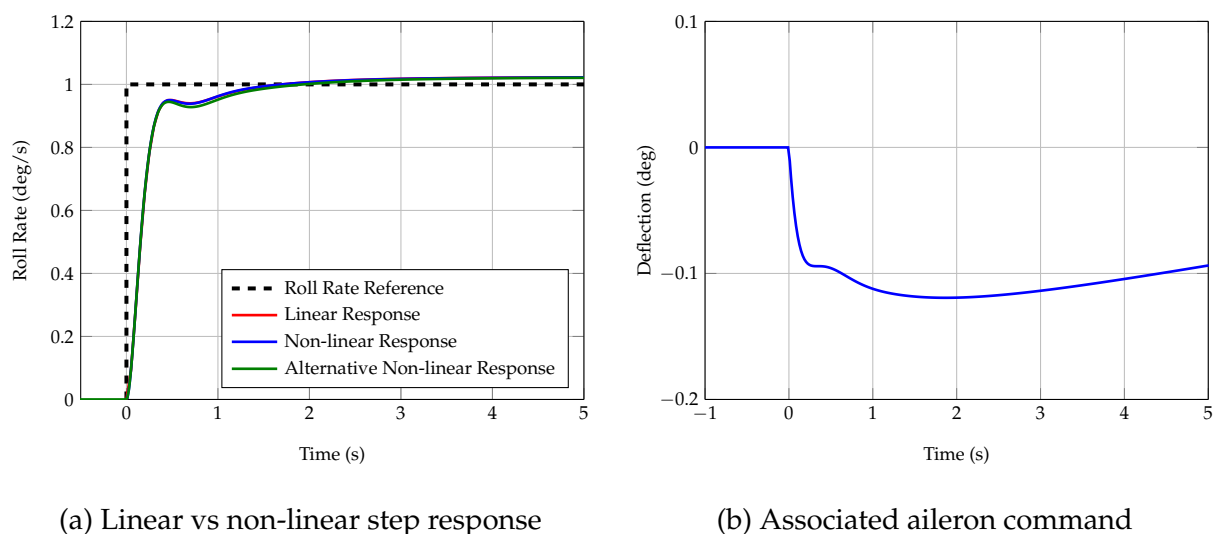 1.2
1
0.8
0.6
0.4
0.2
0
Roll Rate (deg/s)
Roll Rate Reference
Linear Response
Non-linear Response
Alternative Non-linear Response
0 1 2 3 4 5
Time (s)
(a) Linear vs non-linear step response
0.1
0
−0.1
−0.2
Deflection (deg)
−1 0 1 2 3 4 5
Time (s)
(b) Associated aileron command